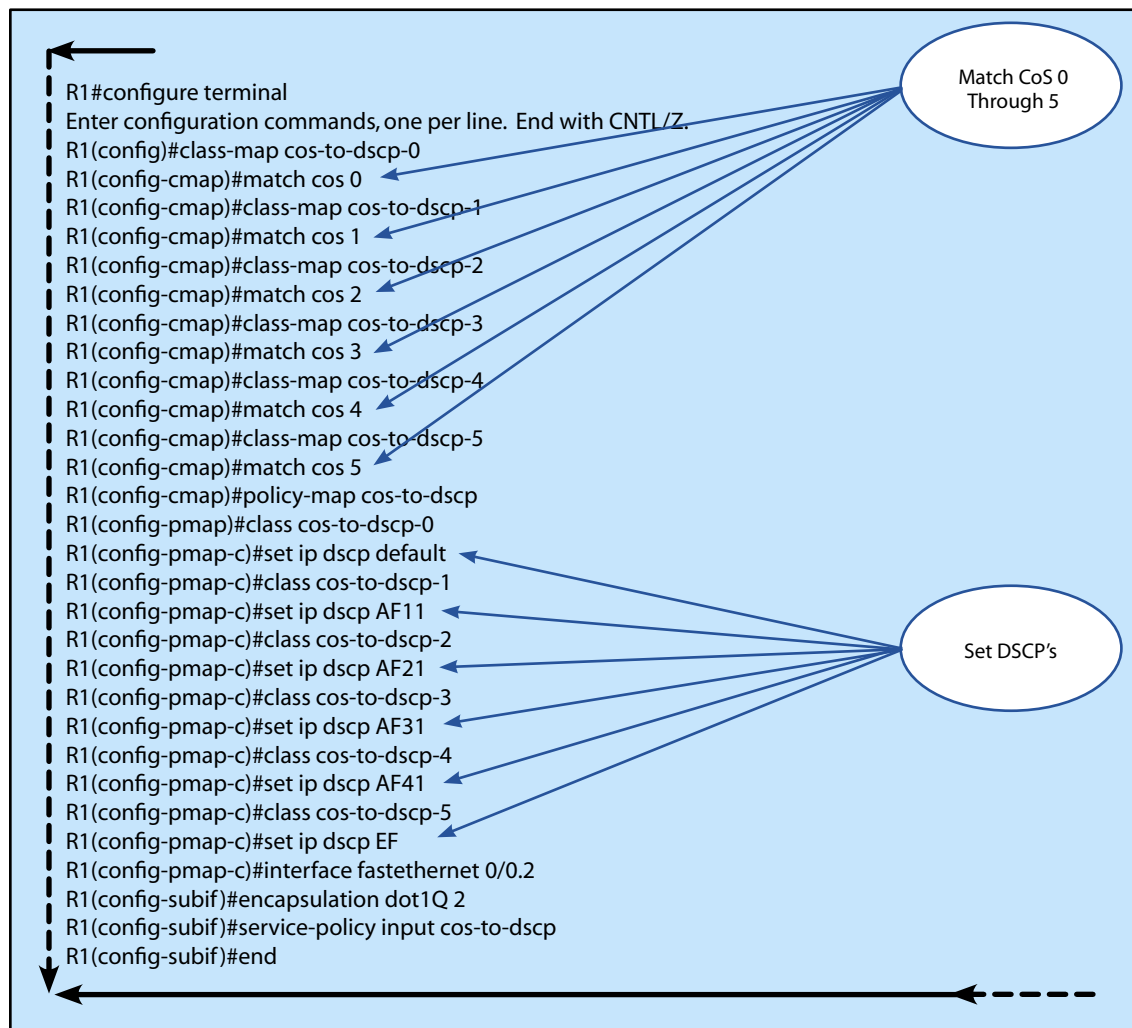 R1#configure terminal
Enter configuration commands, one per line.  End with CNTL/Z.
R1(config)#class-map cos-to-dscp-0
R1(config-cmap)#match cos 0
R1(config-cmap)#class-map cos-to-dscp-1
R1(config-cmap)#match cos 1
R1(config-cmap)#class-map cos-to-dscp-2
R1(config-cmap)#match cos 2
R1(config-cmap)#class-map cos-to-dscp-3
R1(config-cmap)#match cos 3
R1(config-cmap)#class-map cos-to-dscp-4
R1(config-cmap)#match cos 4
R1(config-cmap)#class-map cos-to-dscp-5
R1(config-cmap)#match cos 5
R1(config-cmap)#policy-map cos-to-dscp
R1(config-pmap)#class cos-to-dscp-0
R1(config-pmap-c)#set ip dscp default
R1(config-pmap-c)#class cos-to-dscp-1
R1(config-pmap-c)#set ip dscp AF11
R1(config-pmap-c)#class cos-to-dscp-2
R1(config-pmap-c)#set ip dscp AF21
R1(config-pmap-c)#class cos-to-dscp-3
R1(config-pmap-c)#set ip dscp AF31
R1(config-pmap-c)#class cos-to-dscp-4
R1(config-pmap-c)#set ip dscp AF41
R1(config-pmap-c)#class cos-to-dscp-5
R1(config-pmap-c)#set ip dscp EF
R1(config-pmap-c)#interface fastethernet 0/0.2
R1(config-subif)#encapsulation dot1Q 2
R1(config-subif)#service-policy input cos-to-dscp
R1(config-subif)#end
Match CoS 0
Through 5
Set DSCP's